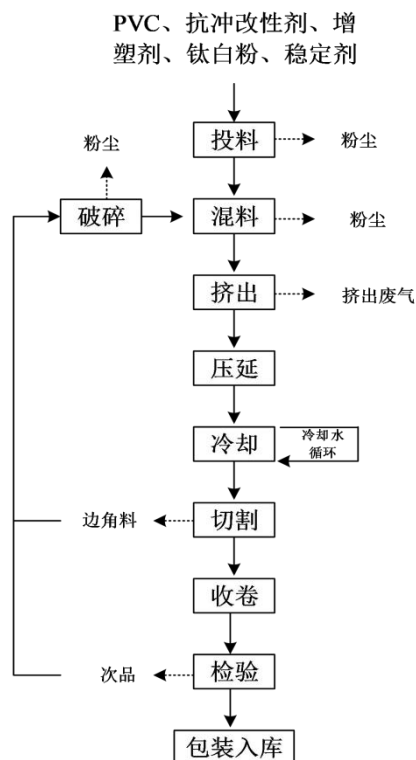 PVC、抗冲改性剂、增
塑剂、钛白粉、稳定剂
投料
粉尘
粉尘
破碎
混料
粉尘
挤出
挤出废气
压延
冷却
冷却水
循环
边角料
切割
收卷
次品
检验
包装入库